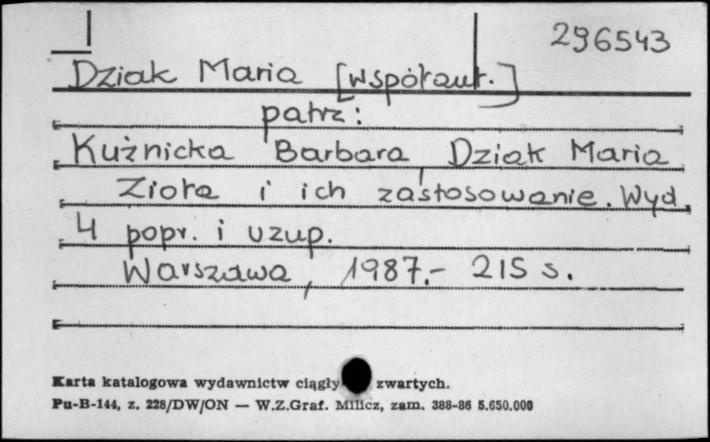 296543
Dziak Maria [współaut.]
patrz:
Kuźnicka Barbara, Dziak Maria
Zioła i ich zastosowanie. Wyd.
4 popr. i uzup.
Warszawa, 1987.- 215 s.
Karta katalogowa wydawnictw ciągły zwartych.
Pu-B-144, z. 228/DW/ON — W.Z.Graf. Milicz, zam. 388-86 5.650.000